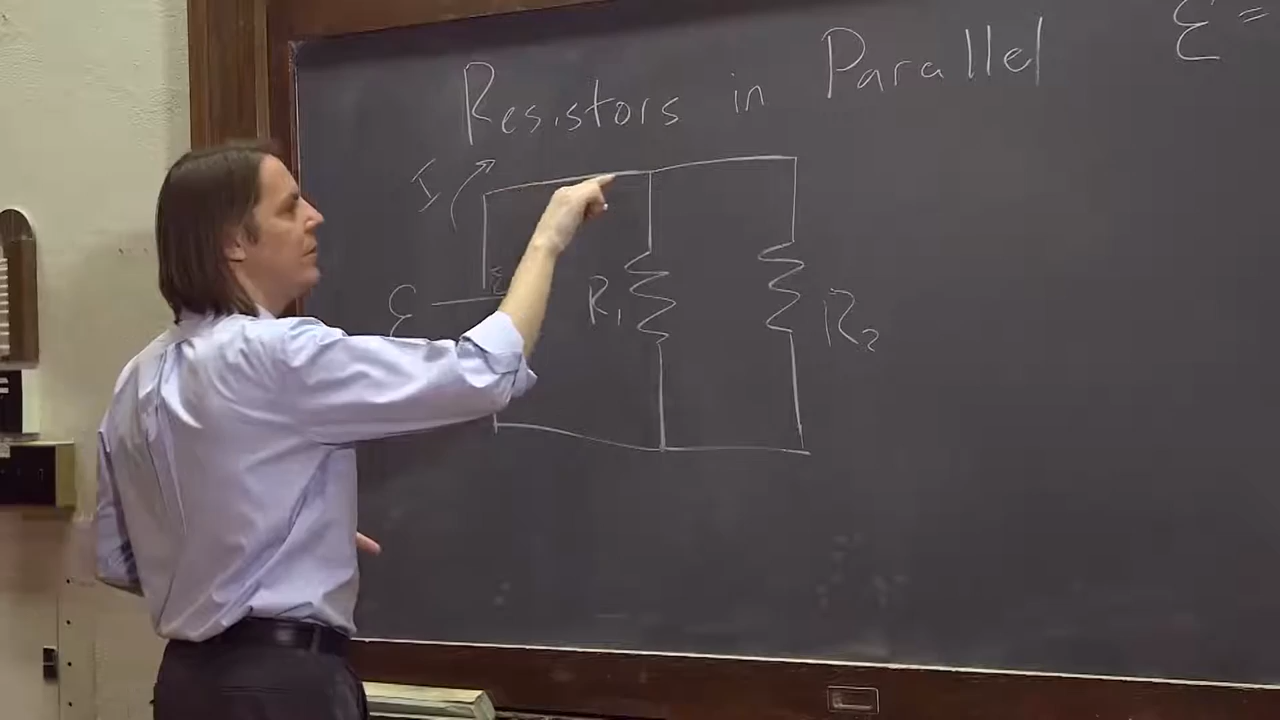 Resistors in Parallel
ℰ =
I
ℰ
R₁
R₂